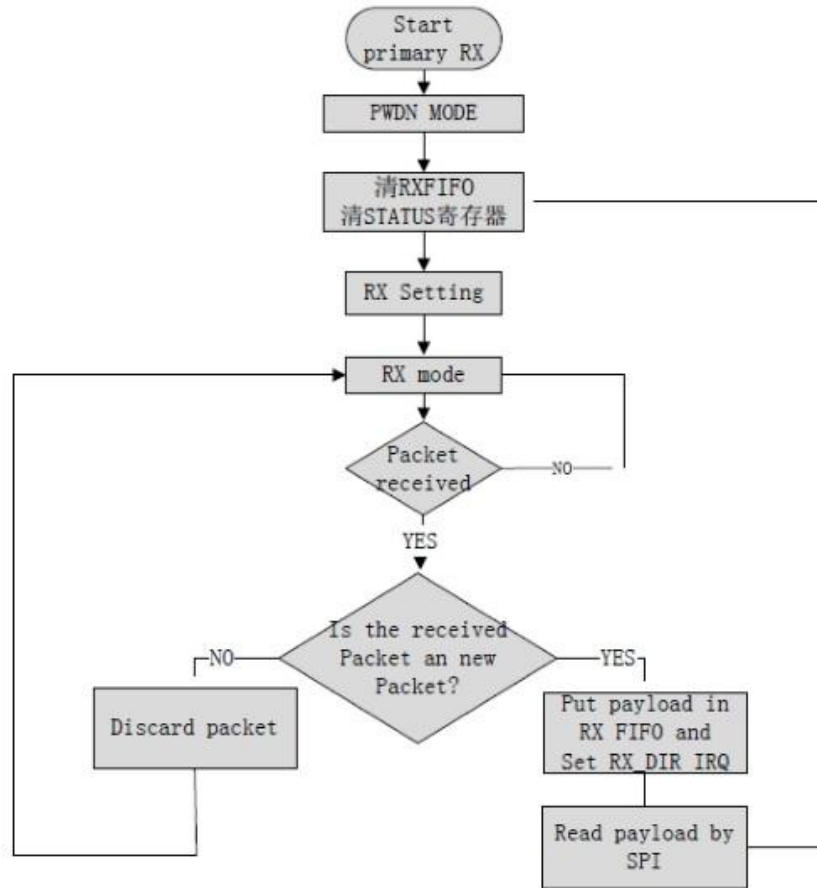 Start
primary RX
PWDN MODE
清RXFIFO
清STATUS寄存器
RX Setting
RX mode
Packet
received
NO
YES
Is the received
Packet an new
Packet?
NO
YES
Discard packet
Put payload in
RX FIFO and
Set RX_DIR IRQ
Read payload by
SPI